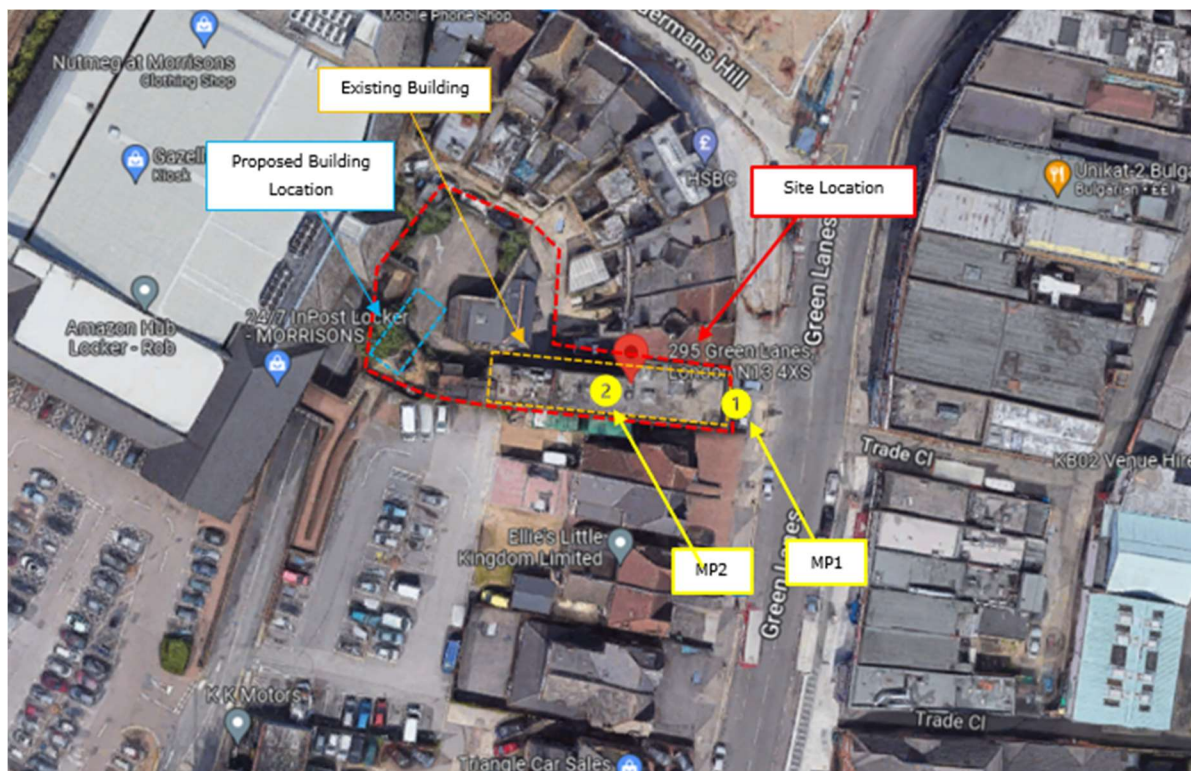 Mobile Phone Shop
Nutmeg at Morrisons
Clothing Shop
Existing Building
Proposed Building
Location
Kiosk
£
HSBC
Site Location
Unikat-2
Green Lanes
24/7 InPost Locker
- MORRISONS
Amazon Hub
Locker - Rob
295 Green Lanes,
London N13 4XS
2
1
Trade Cl
KB02 Venue Hire
Ellie's Little
Kingdom Limited
MP2
MP1
Green Lanes
K K Motors
Trade Cl
Triangle Car Sales